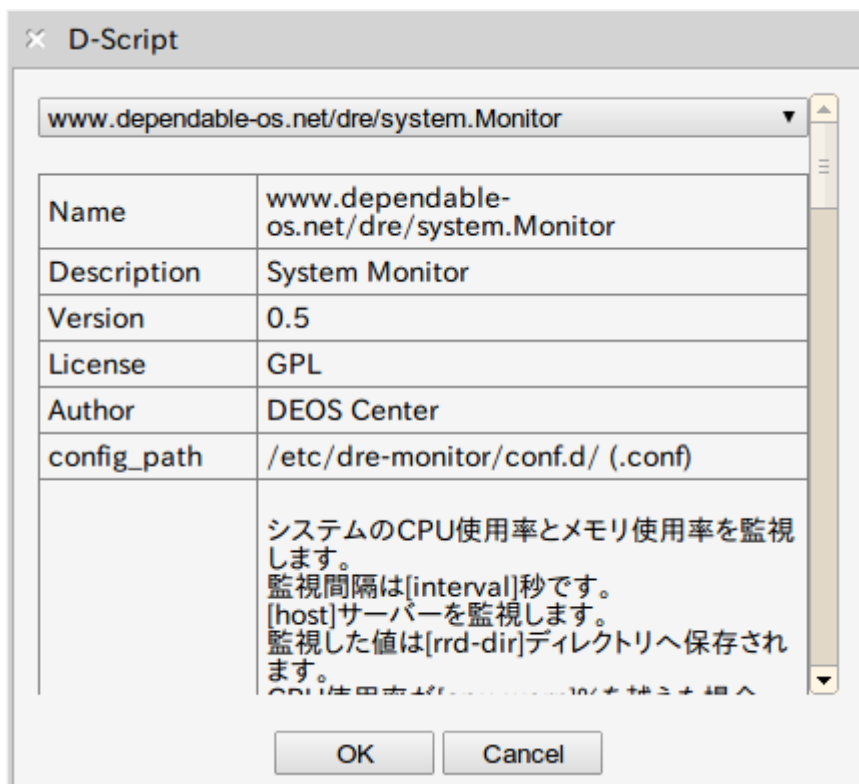 D-Script
www.dependable-os.net/dre/system.Monitor
Name
www.dependable-
os.net/dre/system.Monitor
Description
System Monitor
Version
0.5
License
GPL
Author
DEOS Center
config_path
/etc/dre-monitor/conf.d/ (.conf)
システムのCPU使用率とメモリ使用率を監視
します。
監視間隔は[interval]秒です。
[host]サーバーを監視します。
監視した値は[rrd-dir]ディレクトリへ保存され
ます。
OK
Cancel